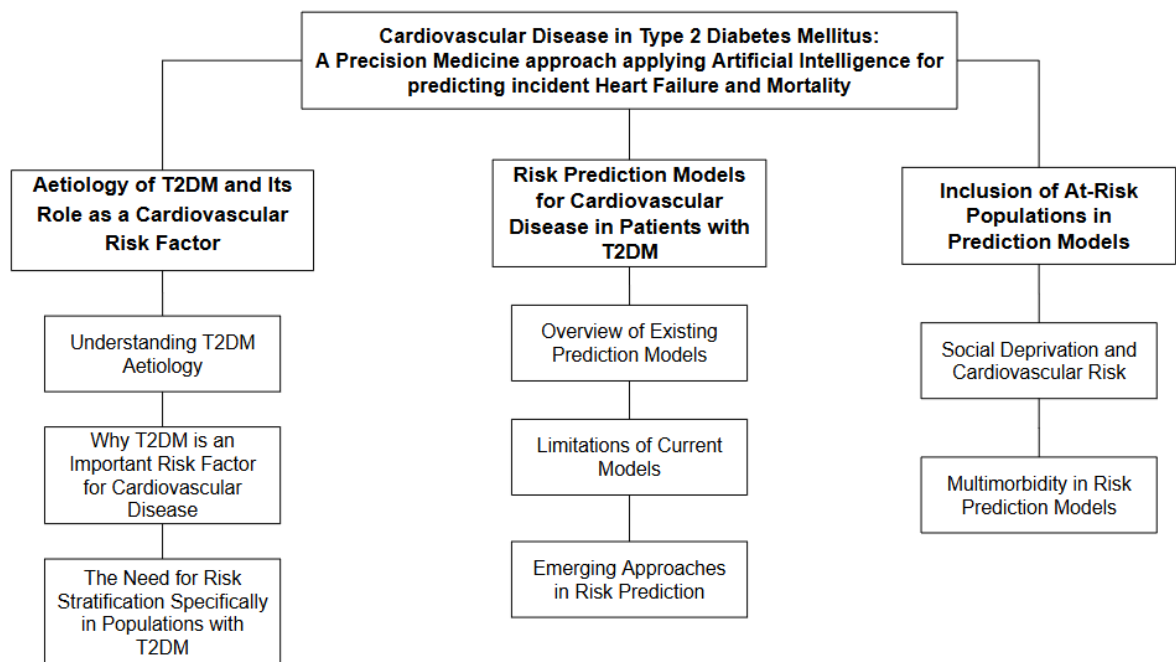 Cardiovascular Disease in Type 2 Diabetes Mellitus:
A Precision Medicine approach applying Artificial Intelligence for
predicting incident Heart Failure and Mortality
Aetiology of T2DM and Its
Role as a Cardiovascular
Risk Factor
Understanding T2DM
Aetiology
Why T2DM is an
Important Risk Factor
for Cardiovascular
Disease
The Need for Risk
Stratification Specifically
in Populations with
T2DM
Risk Prediction Models
for Cardiovascular
Disease in Patients with
T2DM
Overview of Existing
Prediction Models
Limitations of Current
Models
Emerging Approaches
in Risk Prediction
Inclusion of At-Risk
Populations in
Prediction Models
Social Deprivation and
Cardiovascular Risk
Multimorbidity in Risk
Prediction Models